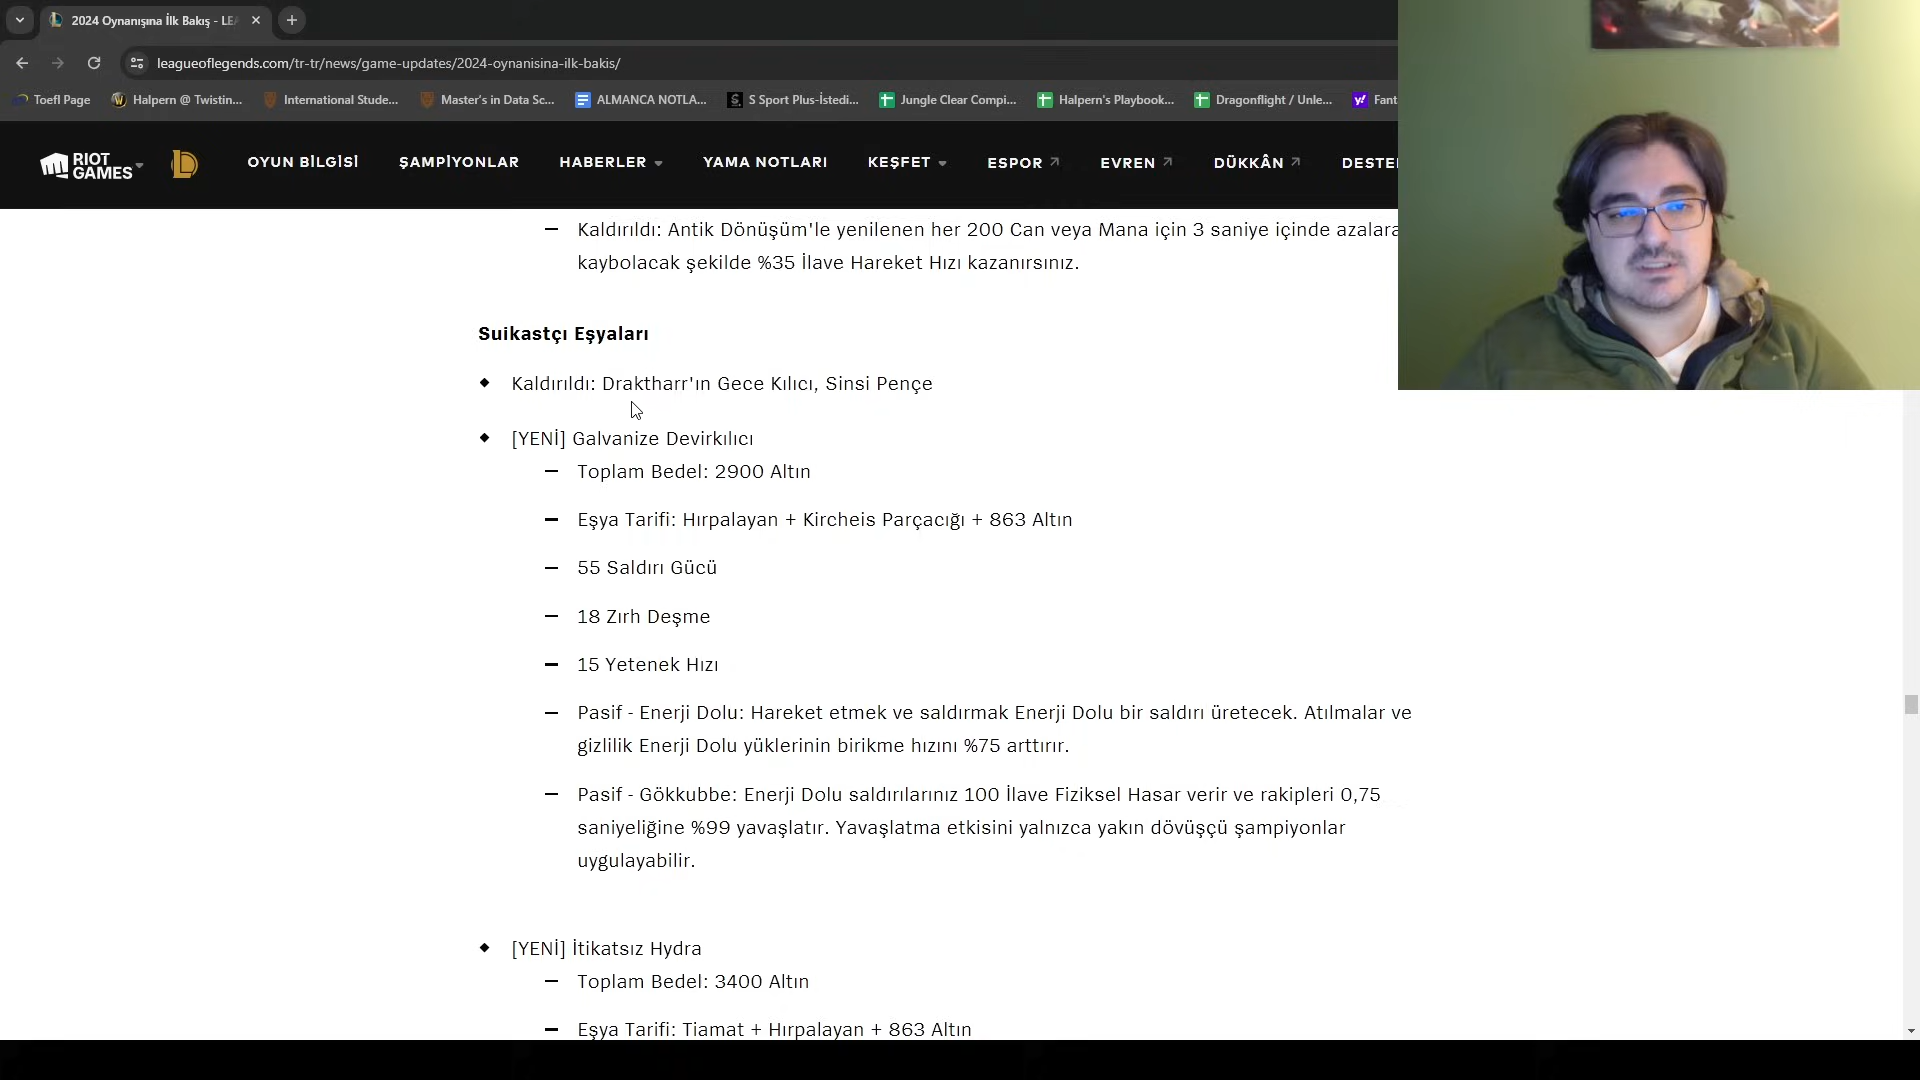 2024 Oynanışına İlk Bakış - LEA
leagueoflegends.com/tr-tr/news/game-updates/2024-oynanisina-ilk-bakis/
Toefl Page
Halpern @ Twistin...
International Stude...
Master's in Data Sc...
ALMANCA NOTLA...
S Sport Plus-İstedi...
Jungle Clear Compi...
Halpern's Playbook...
Dragonflight / Unle...
Fant
RIOT GAMES
OYUN BİLGİSİ
ŞAMPİYONLAR
HABERLER
YAMA NOTLARI
KEŞFET
ESPOR
EVREN
DÜKKÂN
DESTE
— Kaldırıldı: Antik Dönüşüm'le yenilenen her 200 Can veya Mana için 3 saniye içinde azalara
kaybolacak şekilde %35 İlave Hareket Hızı kazanırsınız.
Suikastçı Eşyaları
Kaldırıldı: Draktharr'ın Gece Kılıcı, Sinsi Pençe
[YENİ] Galvanize Devirkılıcı
— Toplam Bedel: 2900 Altın
— Eşya Tarifi: Hırpalayan + Kircheis Parçacığı + 863 Altın
— 55 Saldırı Gücü
— 18 Zırh Deşme
— 15 Yetenek Hızı
— Pasif - Enerji Dolu: Hareket etmek ve saldırmak Enerji Dolu bir saldırı üretecek. Atılmalar ve
gizlilik Enerji Dolu yüklerinin birikme hızını %75 arttırır.
— Pasif - Gökkubbe: Enerji Dolu saldırılarınız 100 İlave Fiziksel Hasar verir ve rakipleri 0,75
saniyeliğine %99 yavaşlatır. Yavaşlatma etkisini yalnızca yakın dövüşçü şampiyonlar
uygulayabilir.
[YENİ] İtikatsız Hydra
— Toplam Bedel: 3400 Altın
— Eşya Tarifi: Tiamat + Hırpalayan + 863 Altın